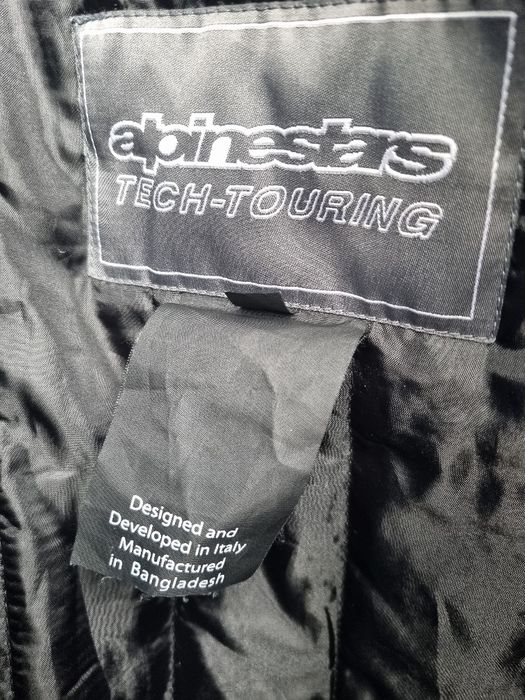 alpinestars
TECH-TOURING
Designed and
Developed in Italy
Manufactured
in Bangladesh